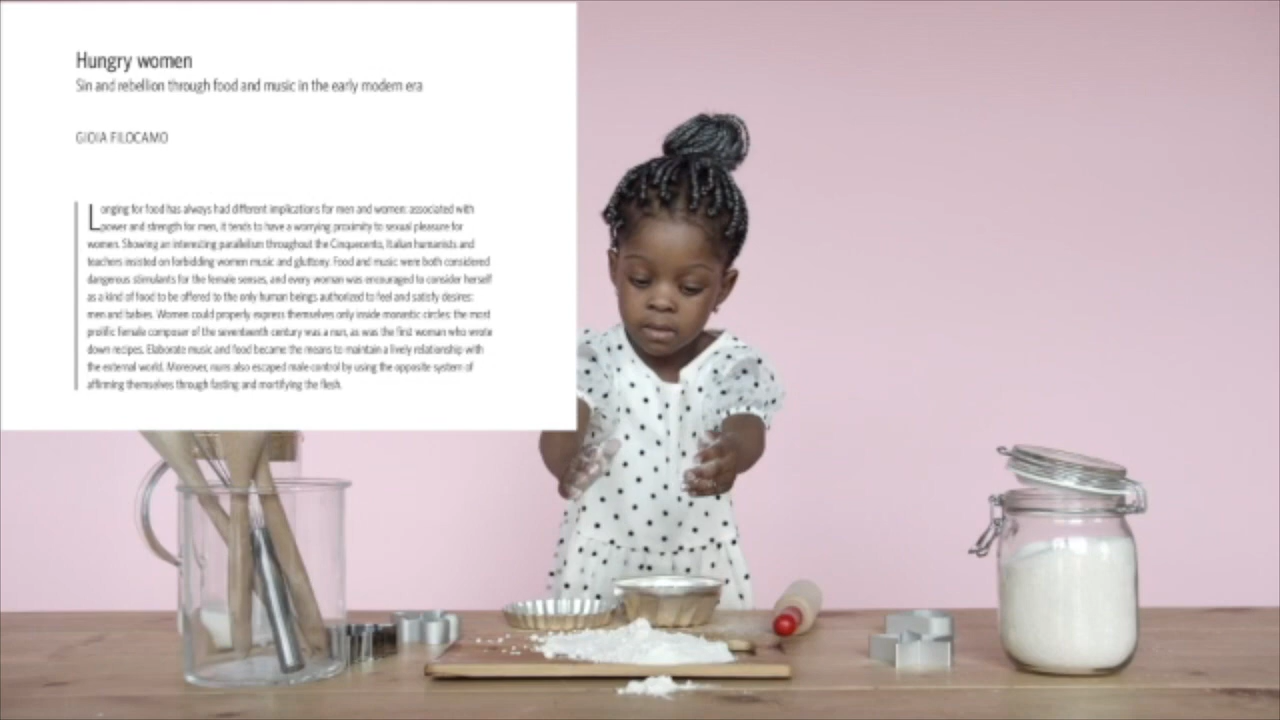 Hungry women
Sin and rebellion through food and music in the early modern era
GIOIA FILOCAMO
Longing for food has always had different implications for men and women: associated with
power and strength for men, it tends to have a worrying proximity to sexual pleasure for
women. Showing an interesting parallelism throughout the Cinquecento, Italian humanists and
teachers insisted on forbidding women music and gluttony. Food and music were both considered
dangerous stimulants for the female senses, and every woman was encouraged to consider herself
as a kind of food to be offered to the only human beings authorized to feel and satisfy desires:
men and babies. Women could properly express themselves only inside monastic circles: the most
prolific female composer of the seventeenth century was a nun, as was the first woman who wrote
down recipes. Elaborate music and food became the means to maintain a lively relationship with
the external world. Moreover, nuns also escaped male control by using the opposite system of
affirming themselves through fasting and mortifying the flesh.